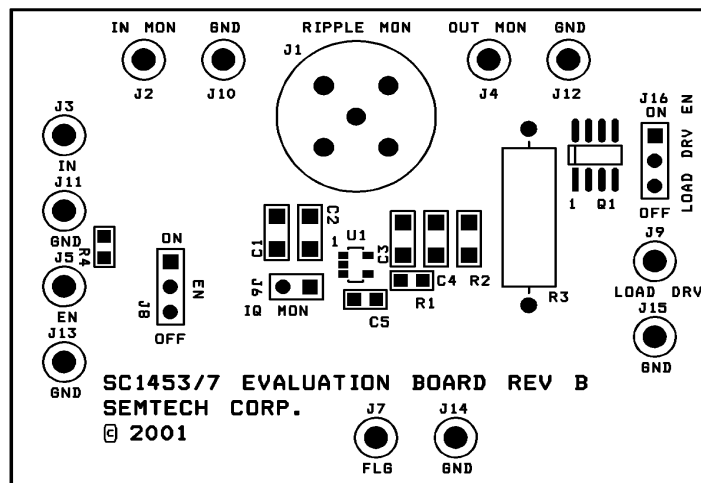 IN MON GND RIPPLE MON OUT MON GND
J1
J2 J10 J4 J12
J3
IN
J16
ON
LOAD DRV EN
OFF
1 Q1
J11
GND
R4
ON
EN
J8
OFF
C1
C2
1 U1
C3
C4
R2
R1
C5
R3
J6
IQ MON
J5
EN
J9
LOAD DRV
J13
GND
J15
GND
SC1453/7 EVALUATION BOARD REV B
SEMTECH CORP.
© 2001
J7 J14
FLG GND